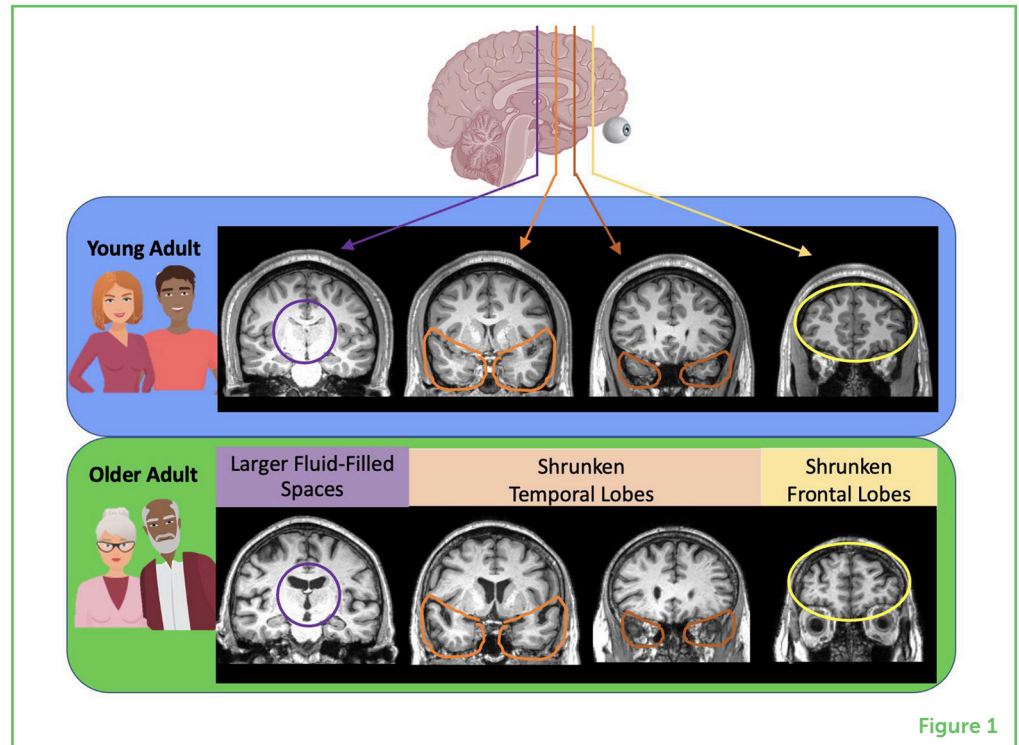 Young Adult
Older Adult
Larger Fluid-Filled
Spaces
Shrunken
Temporal Lobes
Shrunken
Frontal Lobes
Figure 1